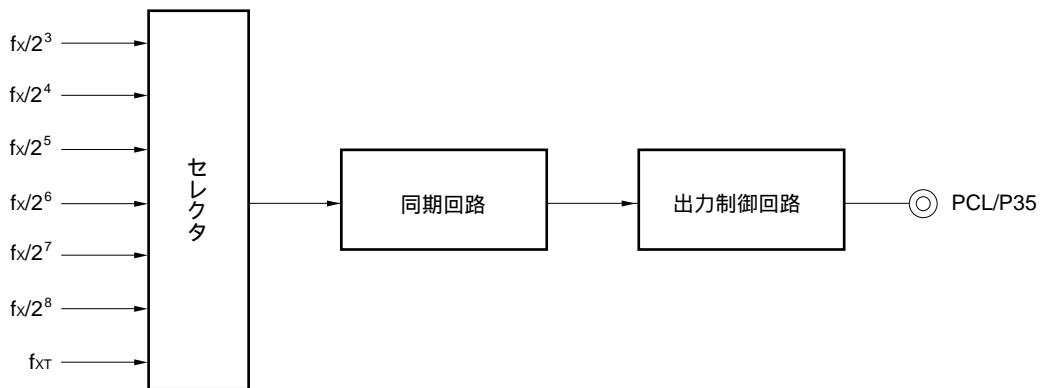 fx/2³
fx/2⁴
fx/2⁵
fx/2⁶
fx/2⁷
fx/2⁸
fXT
セレクタ
同期回路
出力制御回路
PCL/P35